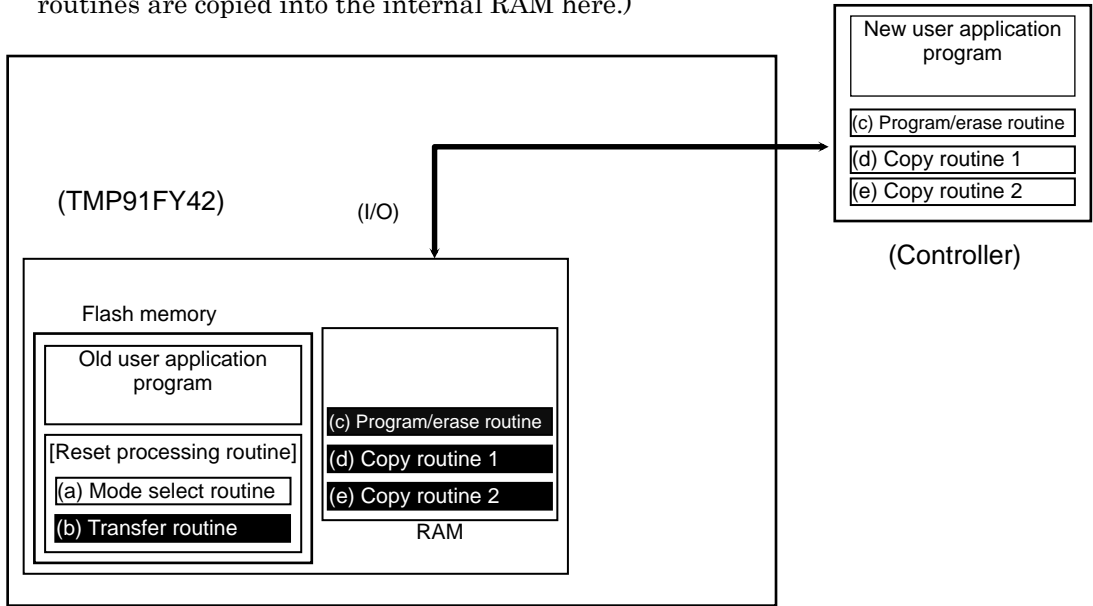 routines are copied into the internal RAM here.)
New user application
program
(c) Program/erase routine
(d) Copy routine 1
(e) Copy routine 2
(Controller)
(TMP91FY42)
(I/O)
Flash memory
Old user application
program
[Reset processing routine]
(a) Mode select routine
(b) Transfer routine
(c) Program/erase routine
(d) Copy routine 1
(e) Copy routine 2
RAM